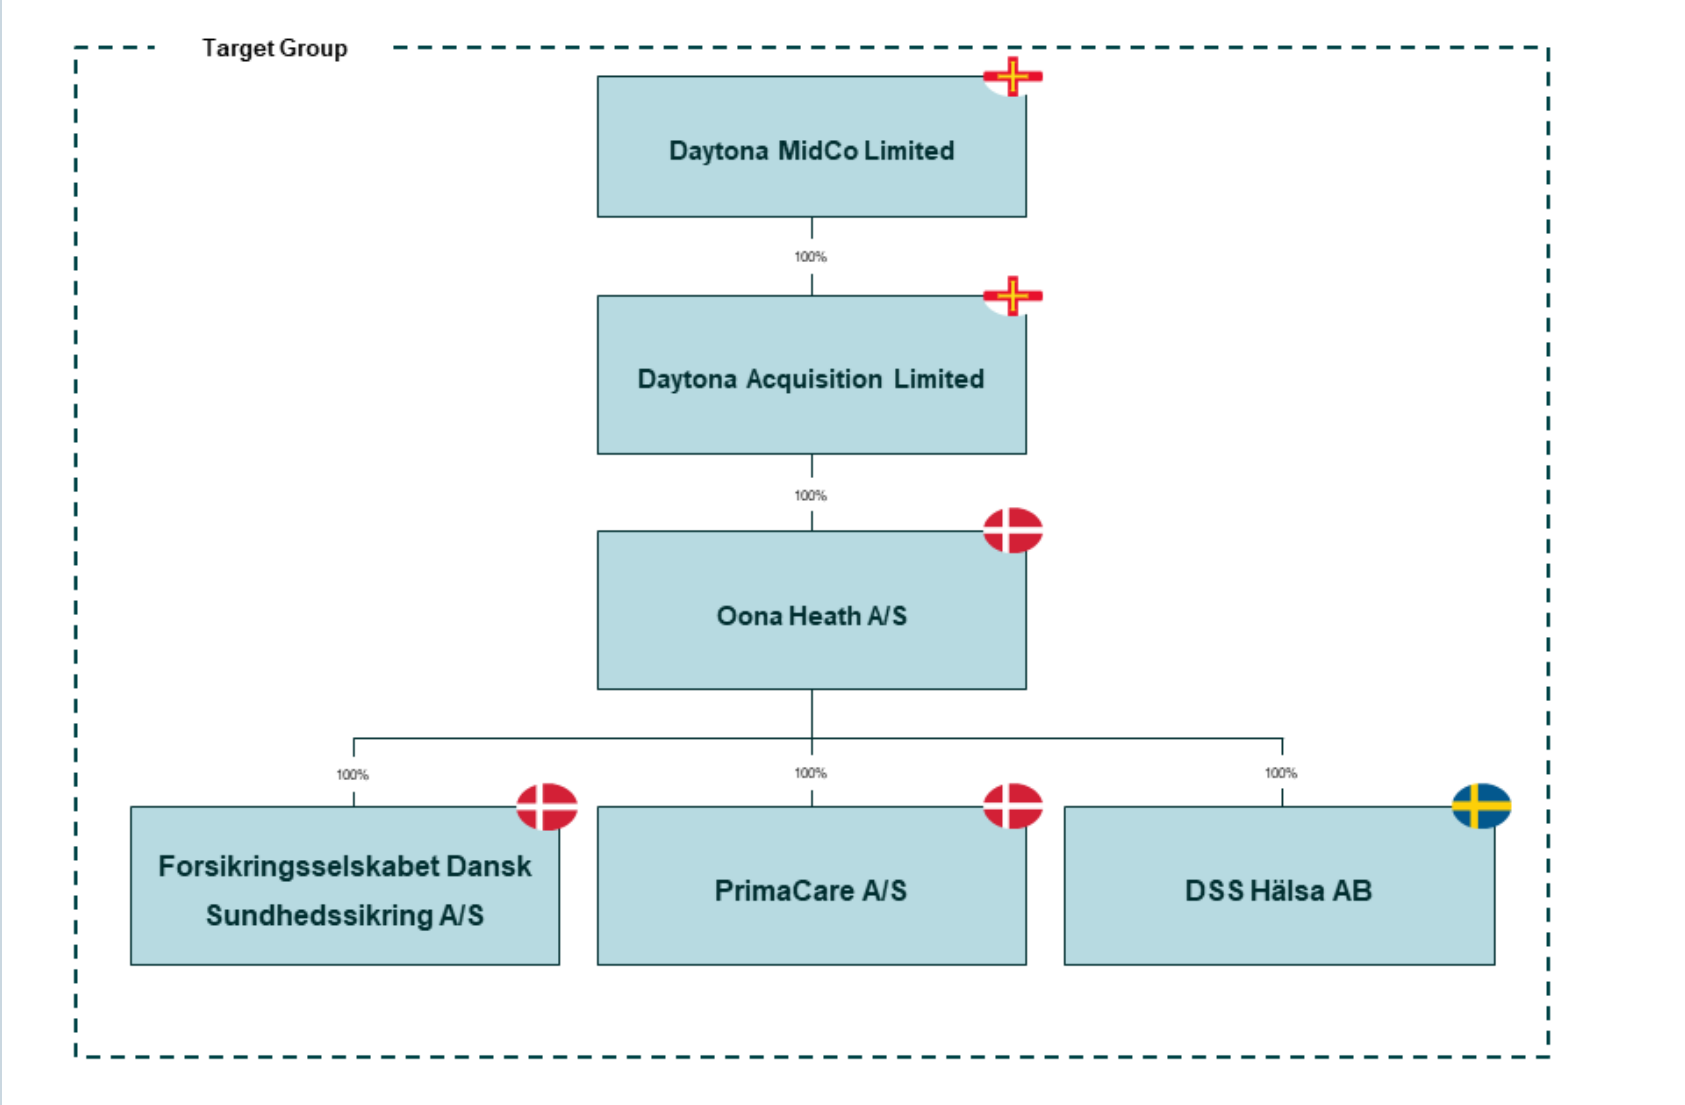 Target Group
Daytona MidCo Limited
100%
Daytona Acquisition Limited
100%
Oona Heath A/S
100%
100%
100%
Forsikringsselskabet Dansk
Sundhedssikring A/S
PrimaCare A/S
DSS Hälsa AB